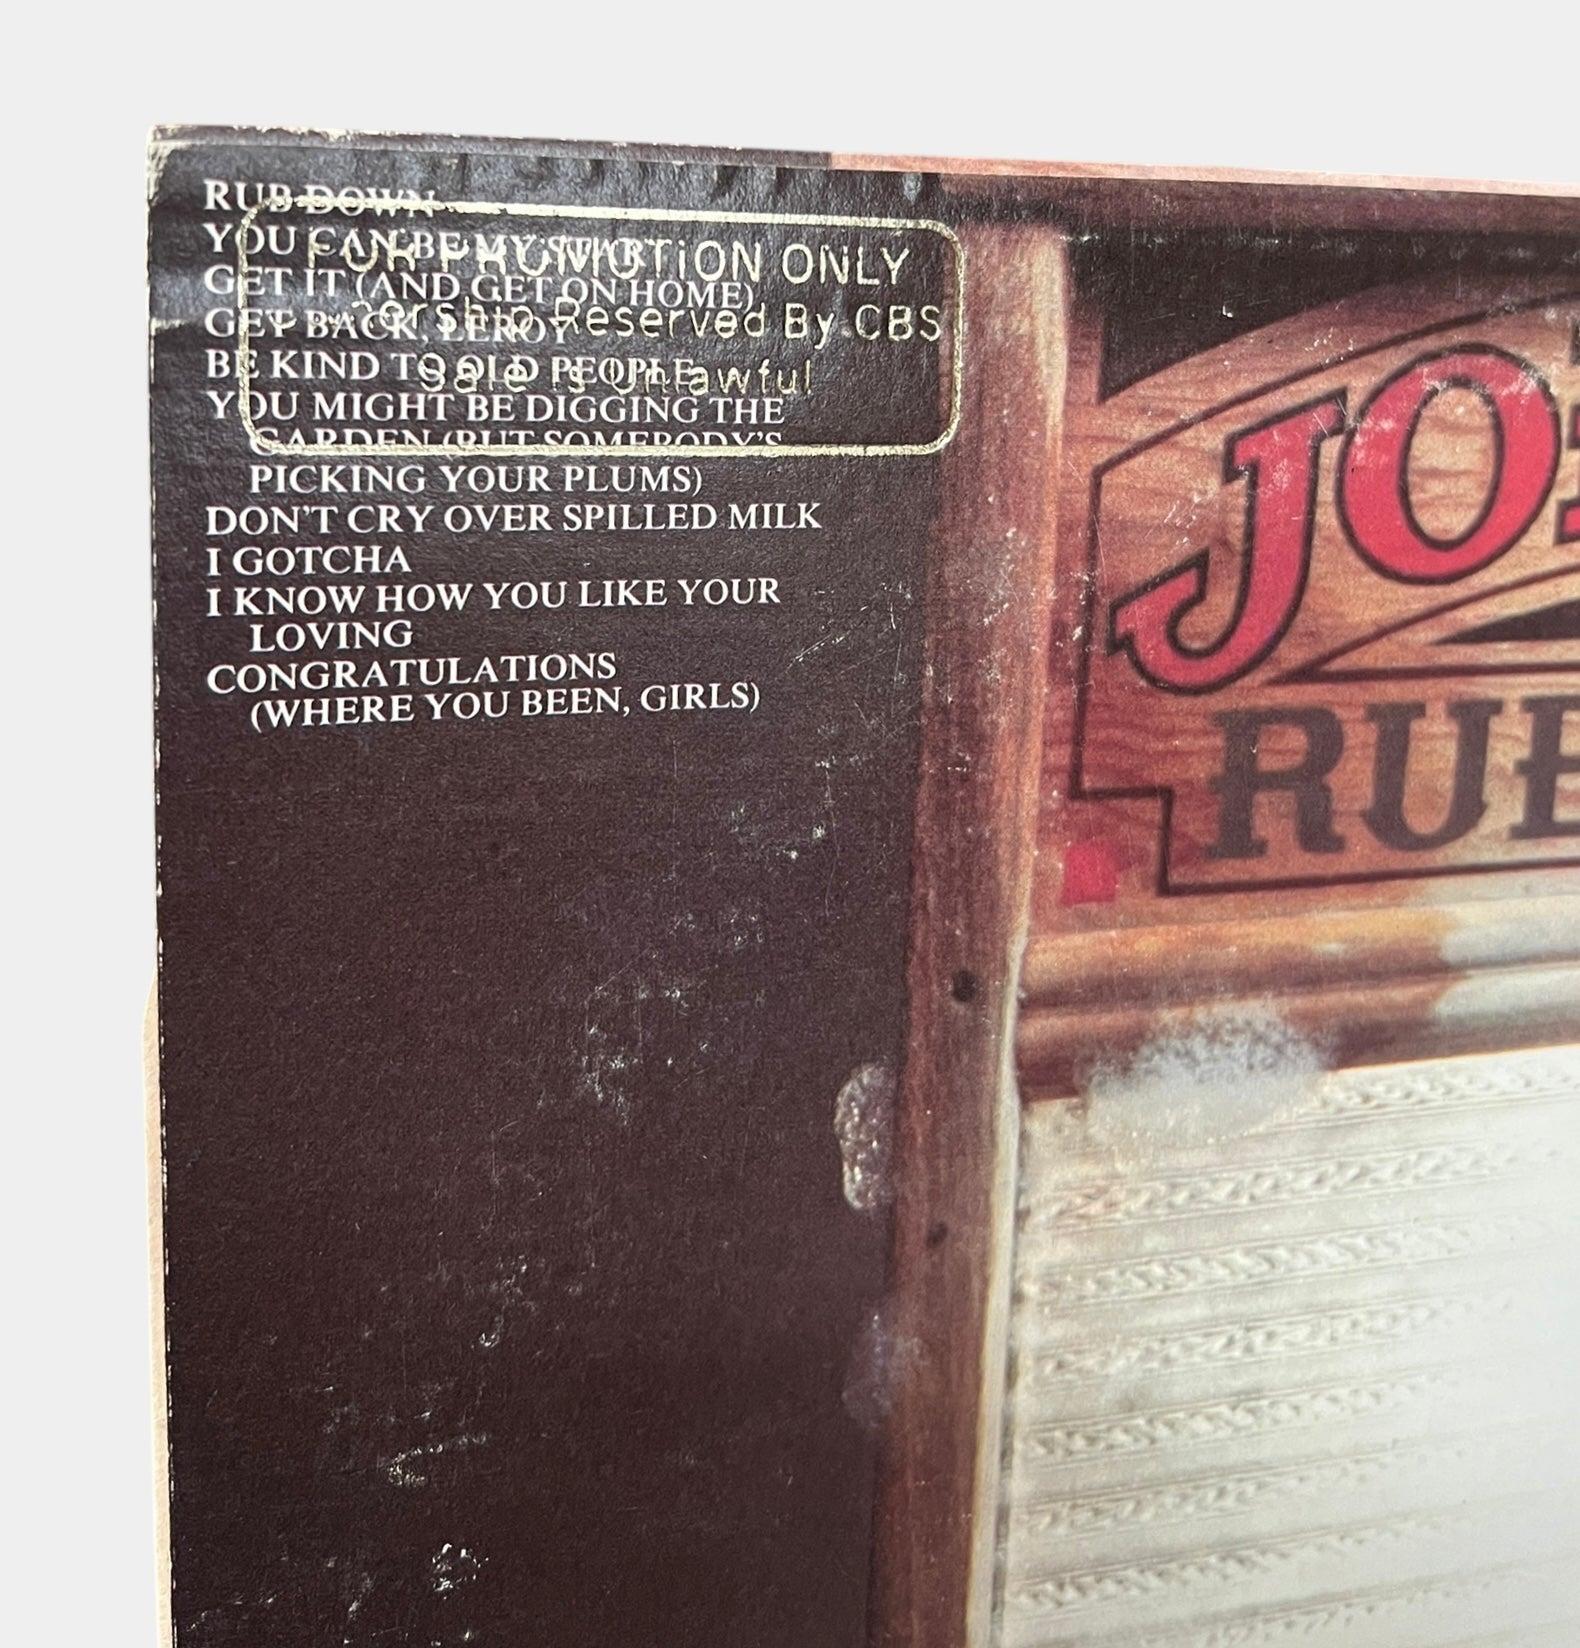 RUB DOWN
YOU CAN BE MY STAR
GET IT (AND GET ON HOME)
GET BACK, LEROY
BE KIND TO OLD PEOPLE
YOU MIGHT BE DIGGING THE
GARDEN (BUT SOMEBODY'S
PICKING YOUR PLUMS)
DON'T CRY OVER SPILLED MILK
I GOTCHA
I KNOW HOW YOU LIKE YOUR
LOVING
CONGRATULATIONS
(WHERE YOU BEEN, GIRLS)
FOR PROMOTION ONLY
Ownership Reserved By CBS
Sale is Unlawful
JO
RUB